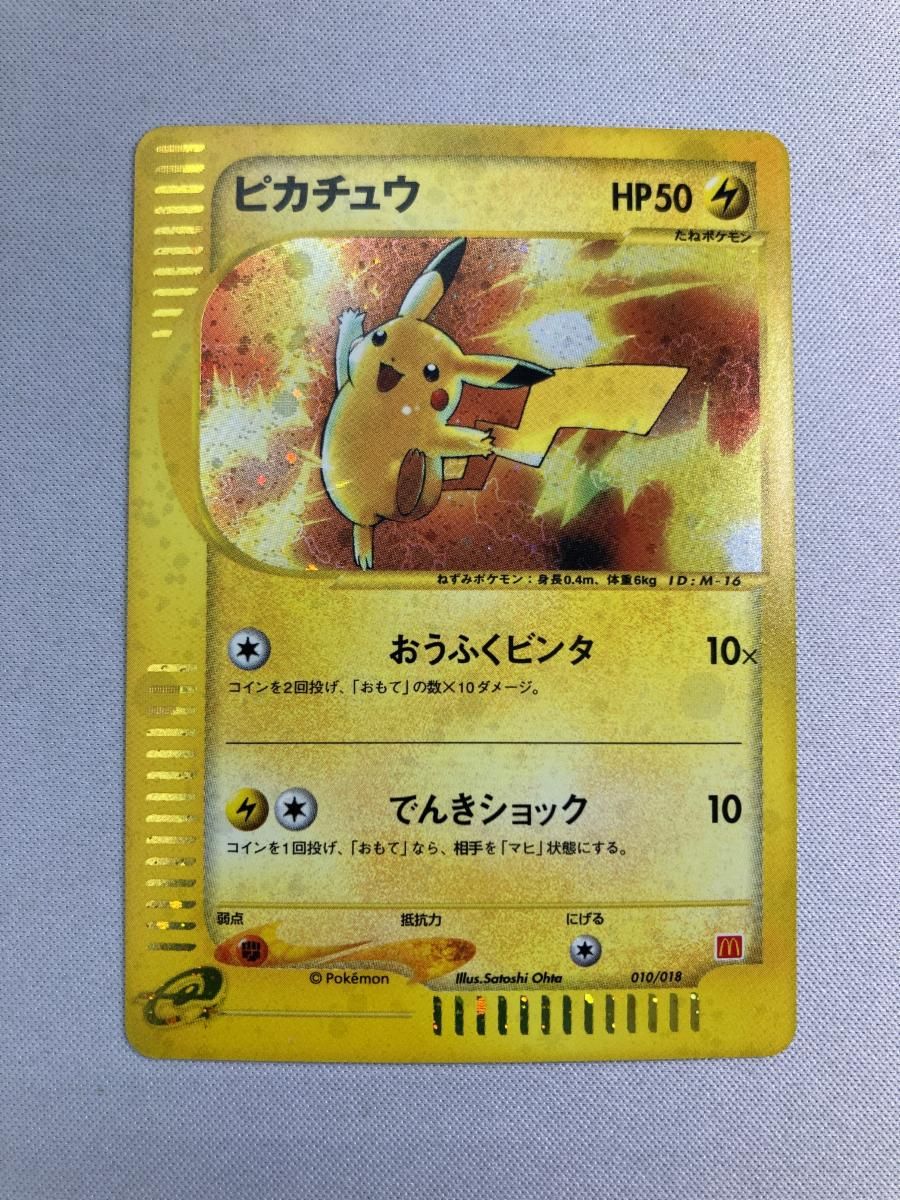 ピカチュウ HP50
たねポケモン
ねずみポケモン：身長0.4m、体重6kg ID:M-16
おうふくビンタ 10×
コインを2回投げ、「おもて」の数×10ダメージ。
でんきショック 10
コインを1回投げ、「おもて」なら、相手を「マヒ」状態にする。
弱点 抵抗力 にげる
©Pokémon Illus.Satoshi Ohta 010/018